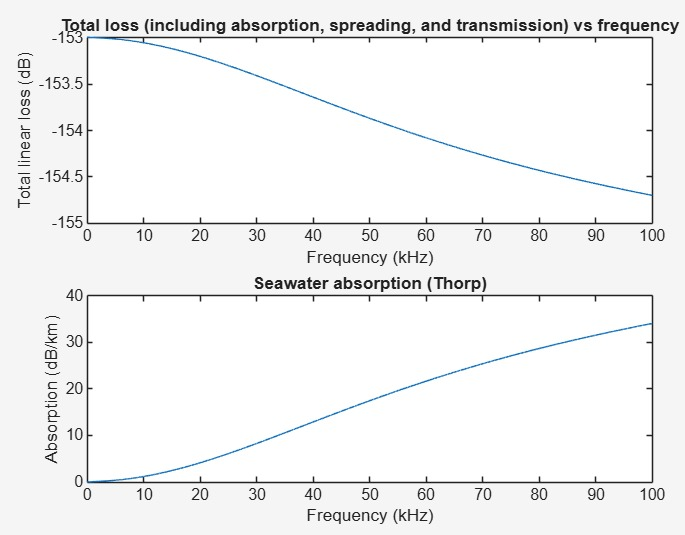 Total loss (including absorption, spreading, and transmission) vs frequency
Total linear loss (dB)
-153
-153.5
-154
-154.5
-155
0 10 20 30 40 50 60 70 80 90 100
Frequency (kHz)
Seawater absorption (Thorp)
Absorption (dB/km)
40
30
20
10
0
0 10 20 30 40 50 60 70 80 90 100
Frequency (kHz)